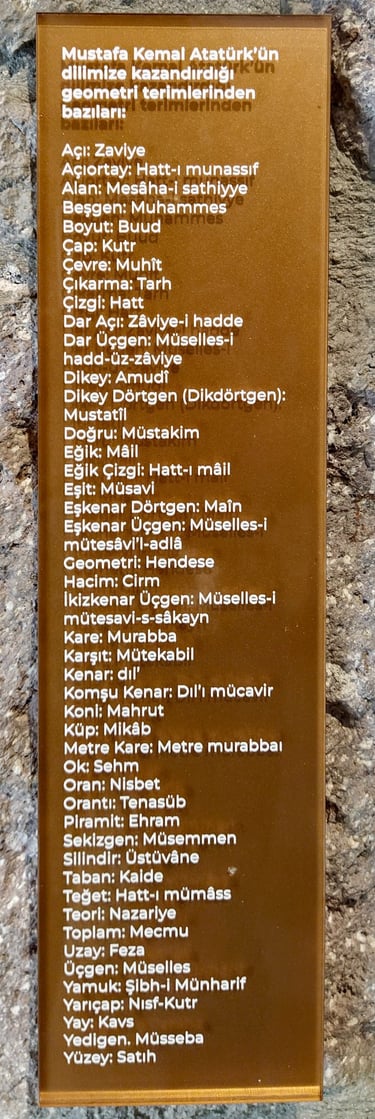 Mustafa Kemal Atatürk'ün
dilimize kazandırdığı
geometri terimlerinden
bazıları:
Açı: Zaviye
Açıortay: Hatt-ı munassıf
Alan: Mesâha-i sathiyye
Beşgen: Muhammes
Boyut: Buud
Çap: Kutr
Çevre: Muhît
Çıkarma: Tarh
Çizgi: Hatt
Dar Açı: Zâviye-i hadde
Dar Üçgen: Müselles-i
hadd-üz-zâviye
Dikey: Amudî
Dikey Dörtgen (Dikdörtgen):
Mustatîl
Doğru: Müstakim
Eğik: Mâil
Eğik Çizgi: Hatt-ı mâil
Eşit: Müsavi
Eşkenar Dörtgen: Maîn
Eşkenar Üçgen: Müselles-i
mütesâvi'l-adlâ
Geometri: Hendese
Hacim: Cirm
İkizkenar Üçgen: Müselles-i
mütesavi-s-sâkayn
Kare: Murabba
Karşıt: Mütekabil
Kenar: dıl'
Komşu Kenar: Dıl'ı mücavir
Koni: Mahrut
Küp: Mikâb
Metre Kare: Metre murabbaı
Ok: Sehm
Oran: Nisbet
Orantı: Tenasüb
Piramit: Ehram
Sekizgen: Müsemmen
Silindir: Üstüvâne
Taban: Kaide
Teğet: Hatt-ı mümâss
Teori: Nazariye
Toplam: Mecmu
Uzay: Feza
Üçgen: Müselles
Yamuk: Şibh-i Münharif
Yarıçap: Nısf-Kutr
Yay: Kavs
Yedigen. Müsseba
Yüzey: Satıh